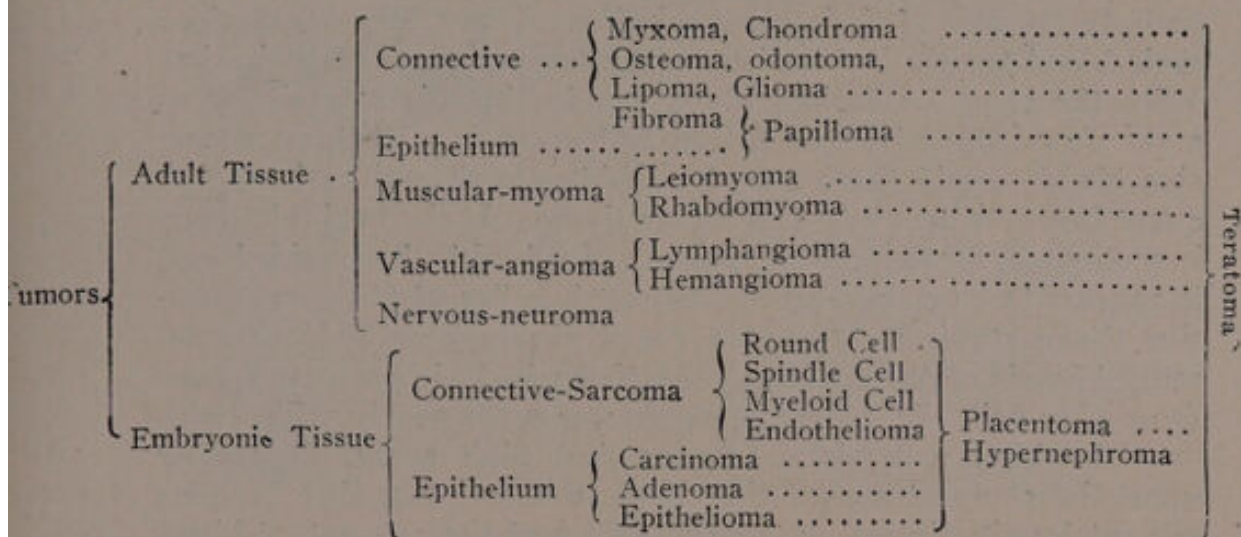 Myxoma, Chondroma ..................
Connective ... Osteoma, odontoma, .....................
Lipoma, Glioma .........................
Fibroma
Papilloma ...................
Epithelium ...... .......
Adult Tissue .
Muscular-myoma Leiomyoma .........................
Rhabdomyoma .......................
Lymphangioma ......................
Vascular-angioma
Hemangioma .........................
umors
Nervous-neuroma
Teratoma
Round Cell .
Spindle Cell
Connective-Sarcoma
Myeloid Cell
Endothelioma
Embryonic Tissue
Placentoma ....
Hypernephroma
Carcinoma ..........
Epithelium Adenoma ...........
Epithelioma .........